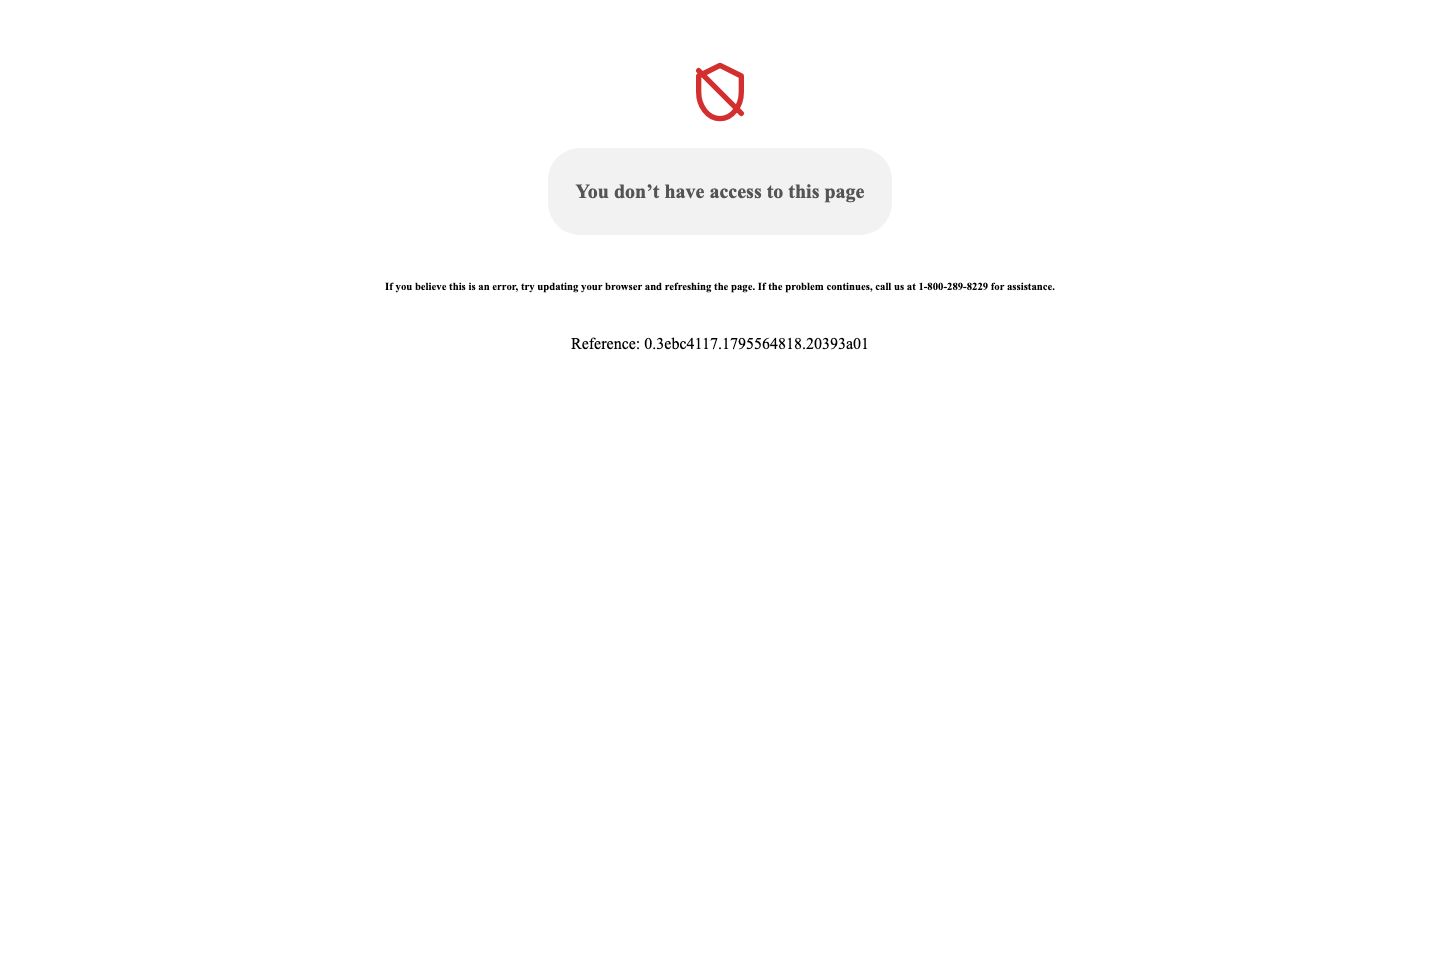 You don’t have access to this page
If you believe this is an error, try updating your browser and refreshing the page. If the problem continues, call us at 1-800-289-8229 for assistance.
Reference: 0.3ebc4117.1795564818.20393a01